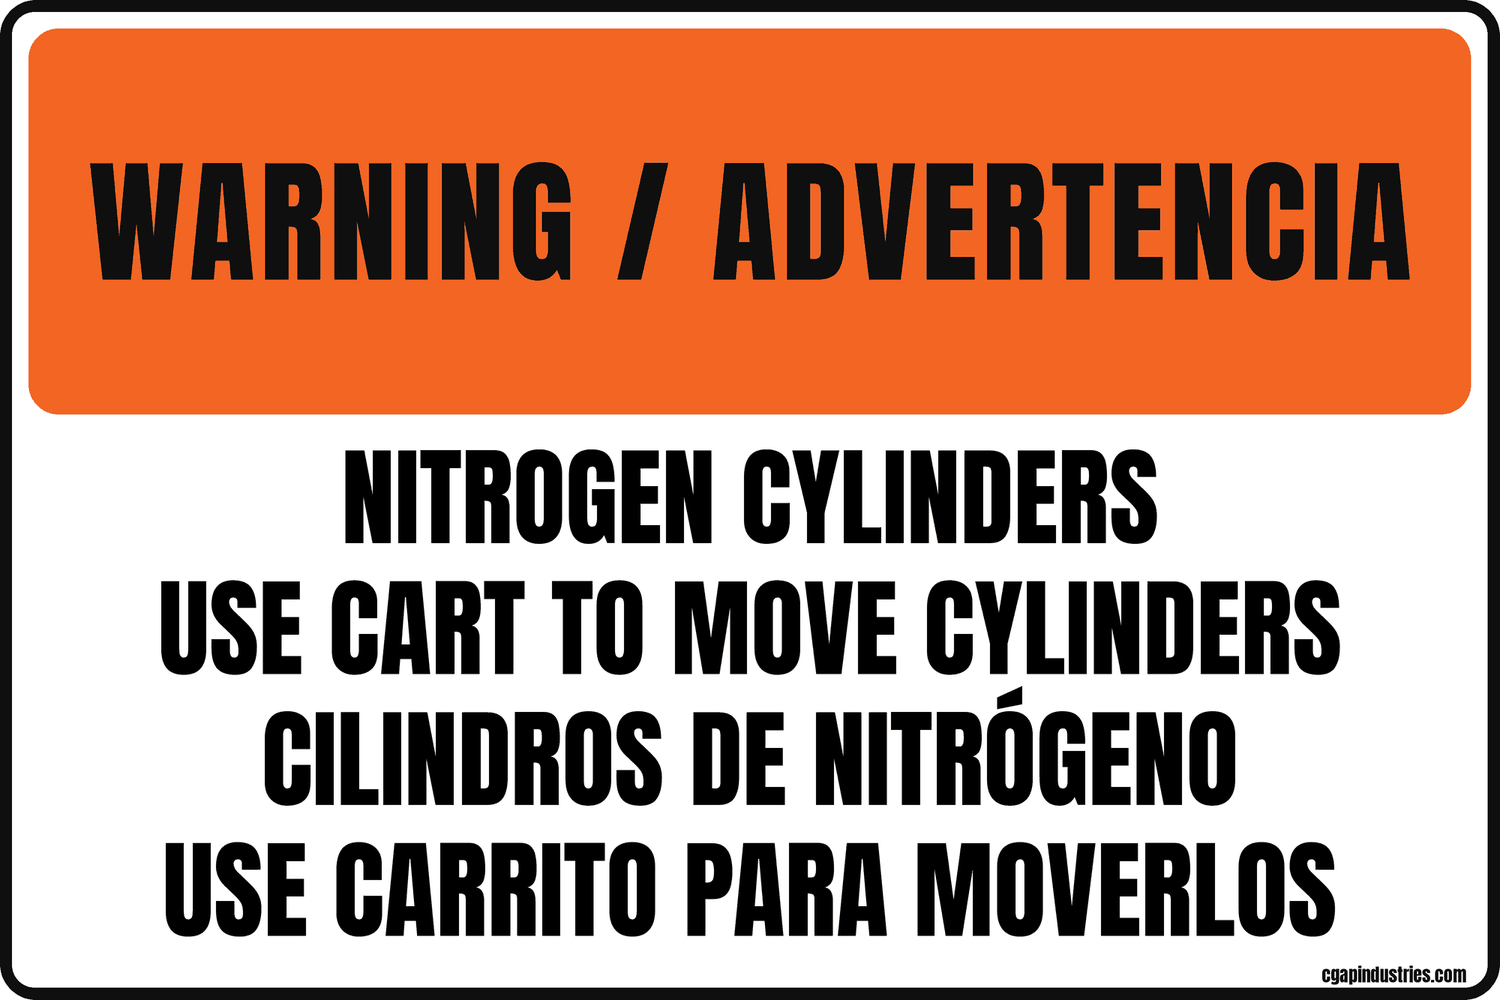 WARNING / ADVERTENCIA
NITROGEN CYLINDERS
USE CART TO MOVE CYLINDERS
CILINDROS DE NITRÓGENO
USE CARRITO PARA MOVERLOS
cgapindustries.com